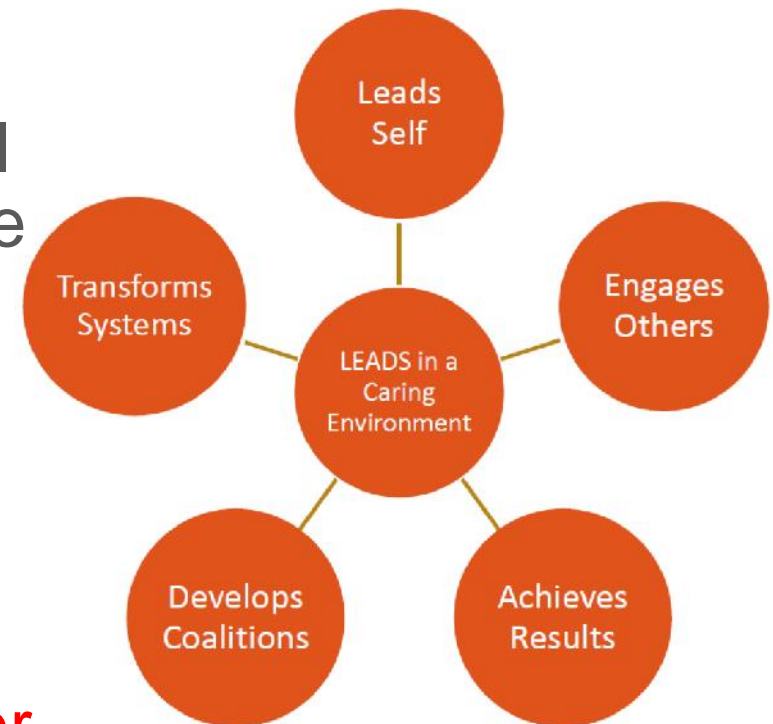 Leads
Self
Transforms
Systems
Engages
Others
LEADS in a
Caring
Environment
Develops
Coalitions
Achieves
Results